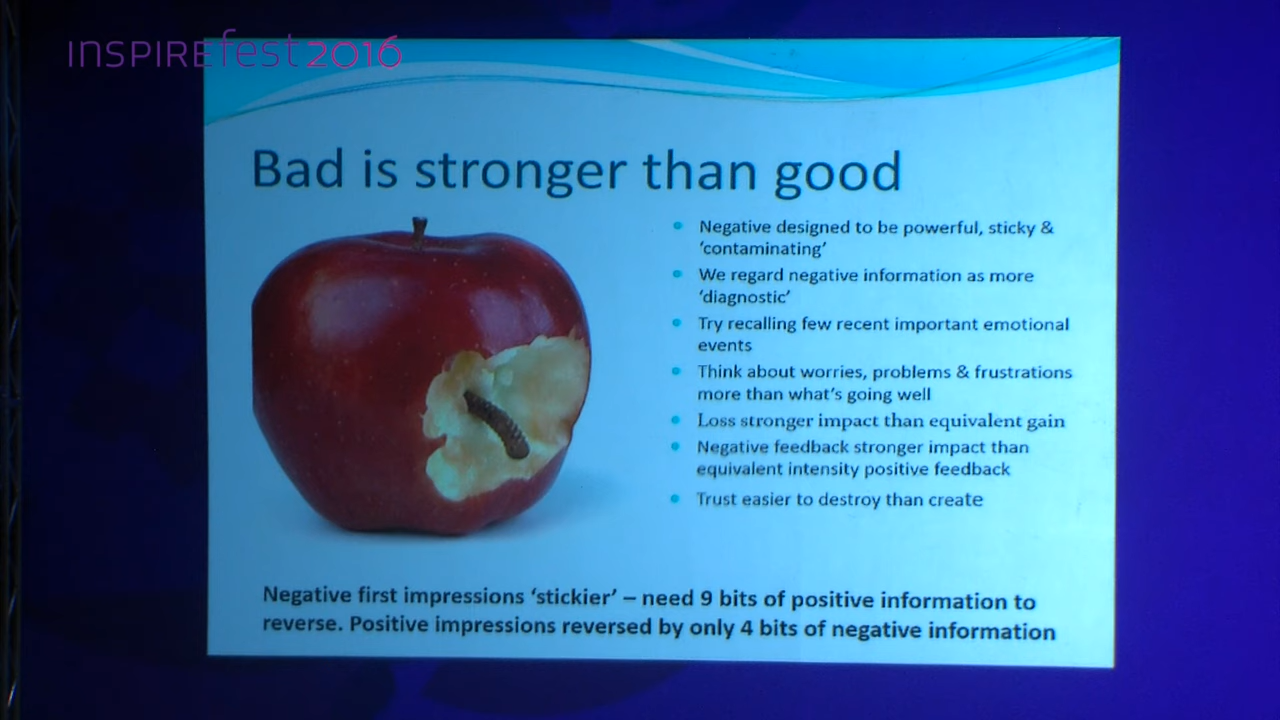 INSPIREfest2016
Bad is stronger than good
Negative designed to be powerful, sticky &
‘contaminating’
We regard negative information as more
‘diagnostic’
Try recalling few recent important emotional
events
Think about worries, problems & frustrations
more than what’s going well
Loss stronger impact than equivalent gain
Negative feedback stronger impact than
equivalent intensity positive feedback
Trust easier to destroy than create
Negative first impressions ‘stickier’ – need 9 bits of positive information to
reverse. Positive impressions reversed by only 4 bits of negative information